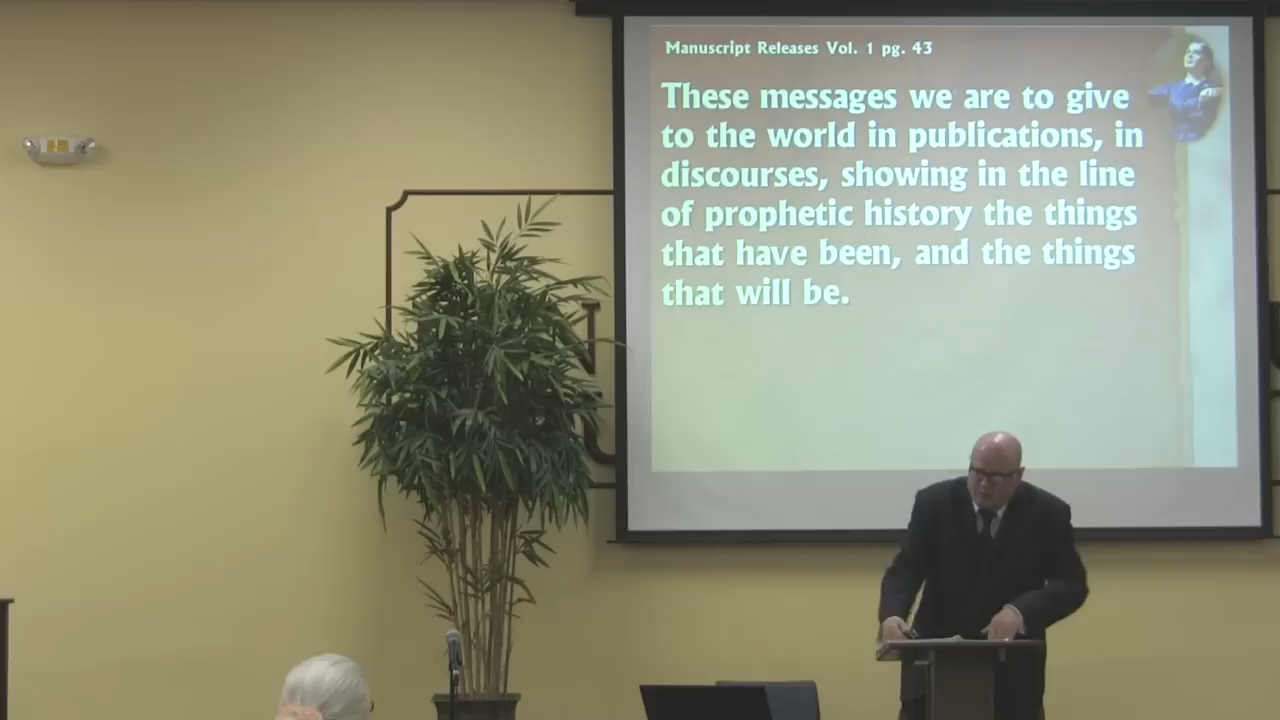 Manuscript Releases Vol. 1 pg. 43
These messages we are to give
to the world in publications, in
discourses, showing in the line
of prophetic history the things
that have been, and the things
that will be.